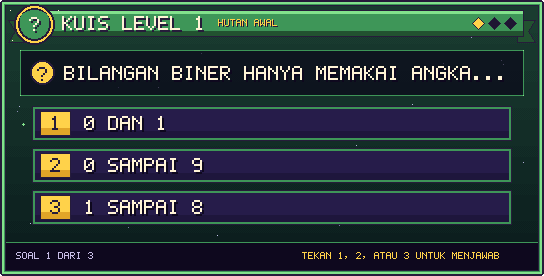 ?
KUIS LEVEL 1 HUTAN AWAL
? BILANGAN BINER HANYA MEMAKAI ANGKA...
1 0 DAN 1
2 0 SAMPAI 9
3 1 SAMPAI 8
SOAL 1 DARI 3 TEKAN 1, 2, ATAU 3 UNTUK MENJAWAB